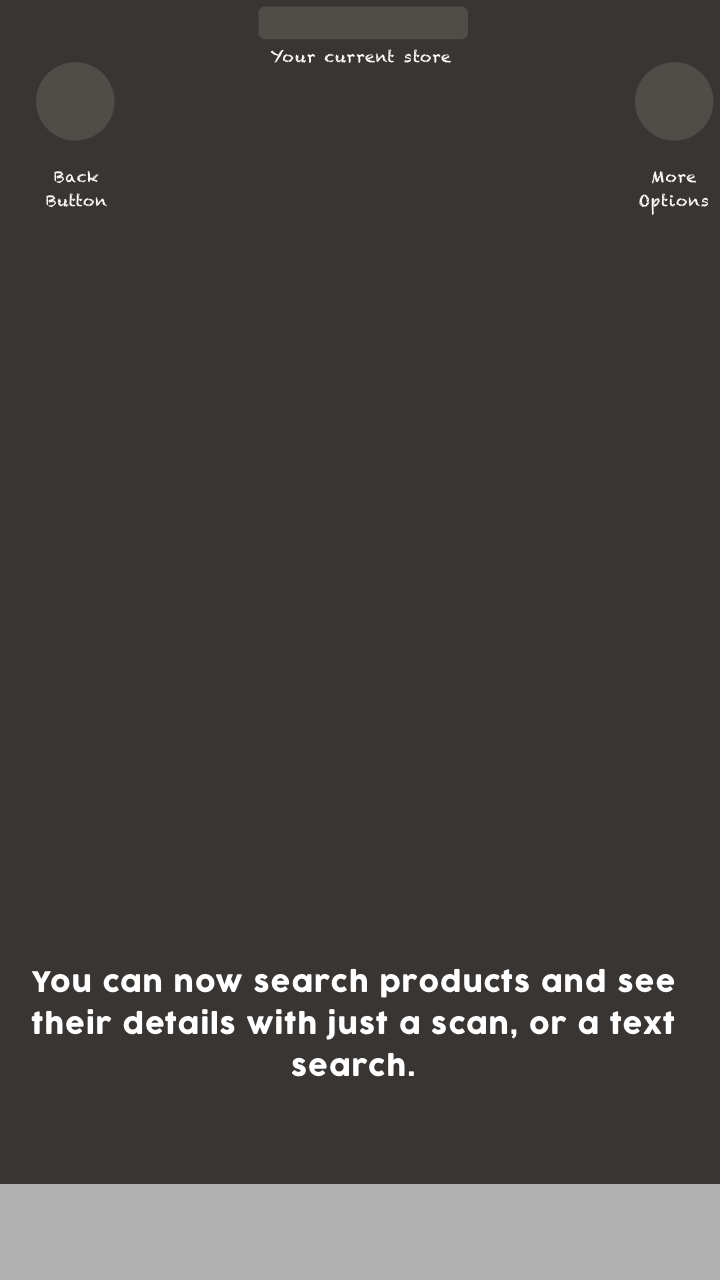 Your current store
Back
Button
More
Options
You can now search products and see
their details with just a scan, or a text
search.